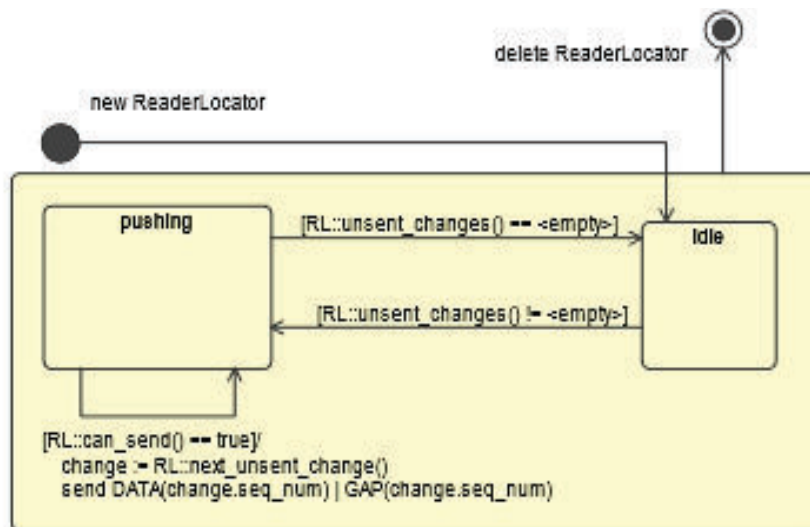 delete ReaderLocator
new ReaderLocator
pushing
[RL::unsent_changes() == <empty>]
idle
[RL::unsent_changes() != <empty>]
[RL::can_send() == true]/
change := RL::next_unsent_change()
send DATA(change.seq_num) | GAP(change.seq_num)